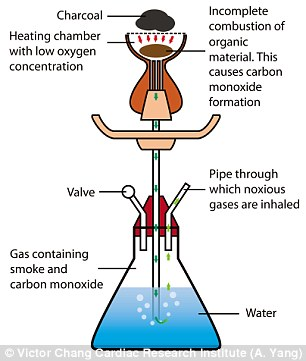 Charcoal
Heating chamber
with low oxygen
concentration
Incomplete
combustion of
organic
material. This
causes carbon
monoxide
formation
Valve
Pipe through
which noxious
gases are inhaled
Gas containing
smoke and
carbon monoxide
Water
© Victor Chang Cardiac Research Institute (A. Yang)